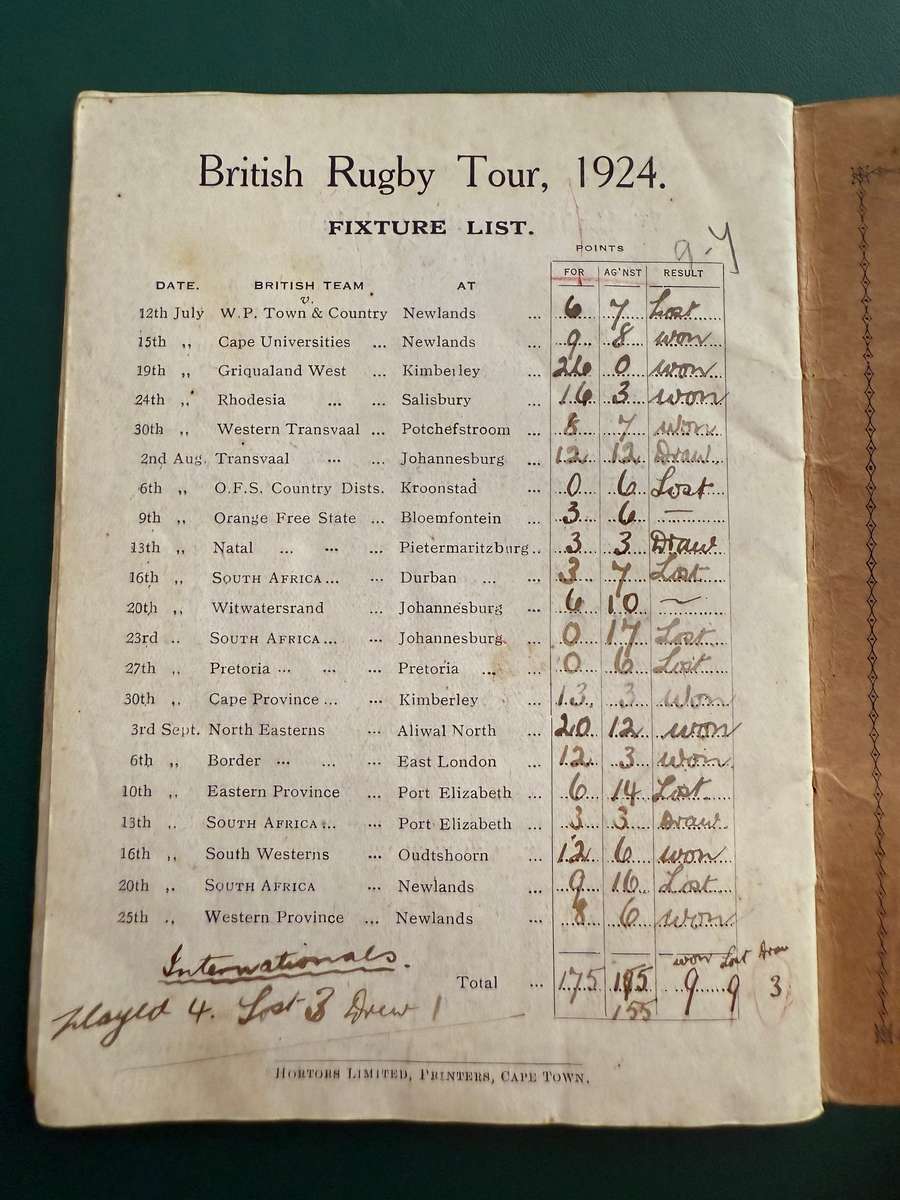 British Rugby Tour, 1924.
FIXTURE LIST.
9-7
POINTS
DATE. BRITISH TEAM AT FOR AG'NST RESULT
v.
12th July W.P. Town & Country Newlands ... 6 7 Lost
15th ,, Cape Universities ... Newlands ... 9 8 won
19th ,, Griqualand West ... Kimberley ... 26 0 won
24th ,, Rhodesia ... ... Salisbury ... 16 3 won
30th ,, Western Transvaal ... Potchefstroom ... 8 7 won
2nd Aug. Transvaal ... ... Johannesburg ... 12 12 Draw
6th ,, O.F.S. Country Dists. Kroonstad ... 0 6 Lost
9th ,, Orange Free State ... Bloemfontein ... 3 6 —
13th ,, Natal ... ... ... Pietermaritzburg.. 3 3 Draw
16th ,, SOUTH AFRICA ... ... Durban ... ... 3 7 Lost
20th ,, Witwatersrand ... Johannesburg ... 6 10 —
23rd ,, SOUTH AFRICA ... ... Johannesburg. ... 0 17 Lost
27th ,, Pretoria ... ... ... Pretoria ... ... 0 6 Lost
30th ,, Cape Province ... ... Kimberley ... 13 3 won
3rd Sept. North Easterns ... Aliwal North ... 20 12 won
6th ,, Border ... ... ... East London ... 12 3 won
10th ,, Eastern Province ... Port Elizabeth ... 6 14 Lost
13th ,, SOUTH AFRICA ... ... Port Elizabeth ... 3 3 Draw
16th ,, South Westerns ... Oudtshoorn ... 12 6 won
20th ,, SOUTH AFRICA ... Newlands ... 9 16 Lost
25th ,, Western Province ... Newlands ... 8 6 won
won Lost Draw
Internationals.
Total ... 175 9 9 3
155
played 4. Lost 3 Drew 1
HORTORS LIMITED, PRINTERS, CAPE TOWN.